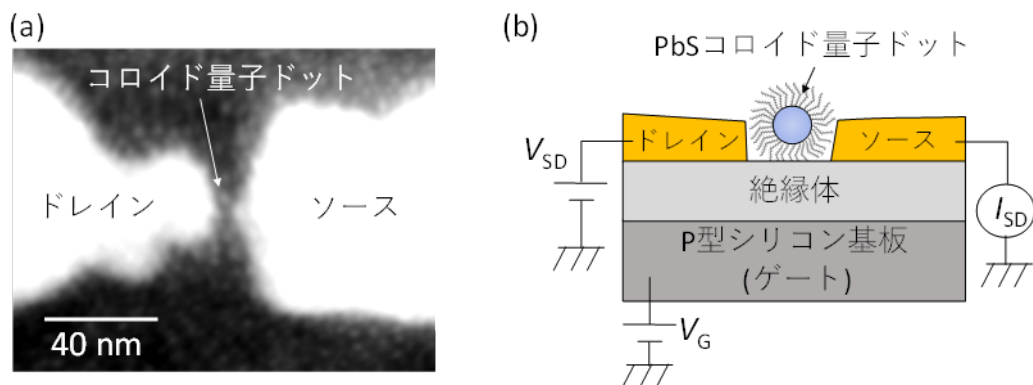 (a)
コロイド量子ドット
ドレイン
ソース
40 nm
(b)
PbSコロイド量子ドット
VSD
ドレイン
ソース
絶縁体
ISD
P型シリコン基板
(ゲート)
VG